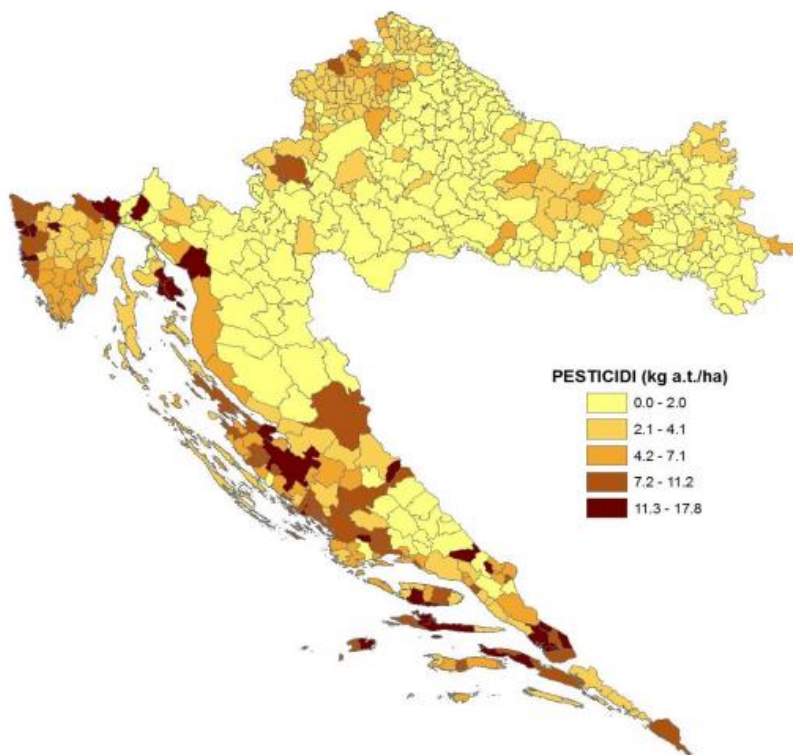 PESTICIDI (kg a.t./ha)
0.0 - 2.0
2.1 - 4.1
4.2 - 7.1
7.2 - 11.2
11.3 - 17.8